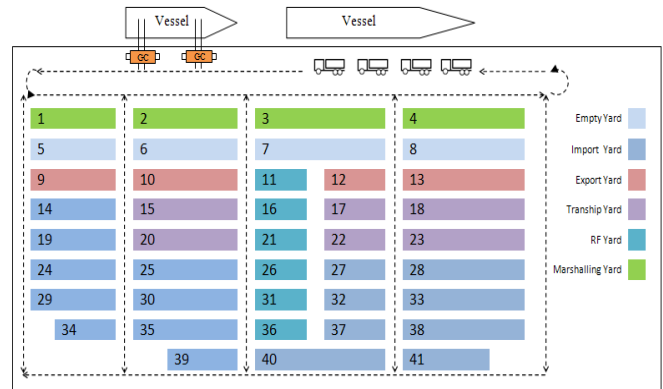 Vessel Vessel
GC GC
1 2 3 4
5 6 7 8 Empty Yard
Import Yard
9 10 11 12 13 Export Yard
14 15 16 17 18 Tranship Yard
19 20 21 22 23 RF Yard
24 25 26 27 28 Marshalling Yard
29 30 31 32 33
34 35 36 37 38
39 40 41